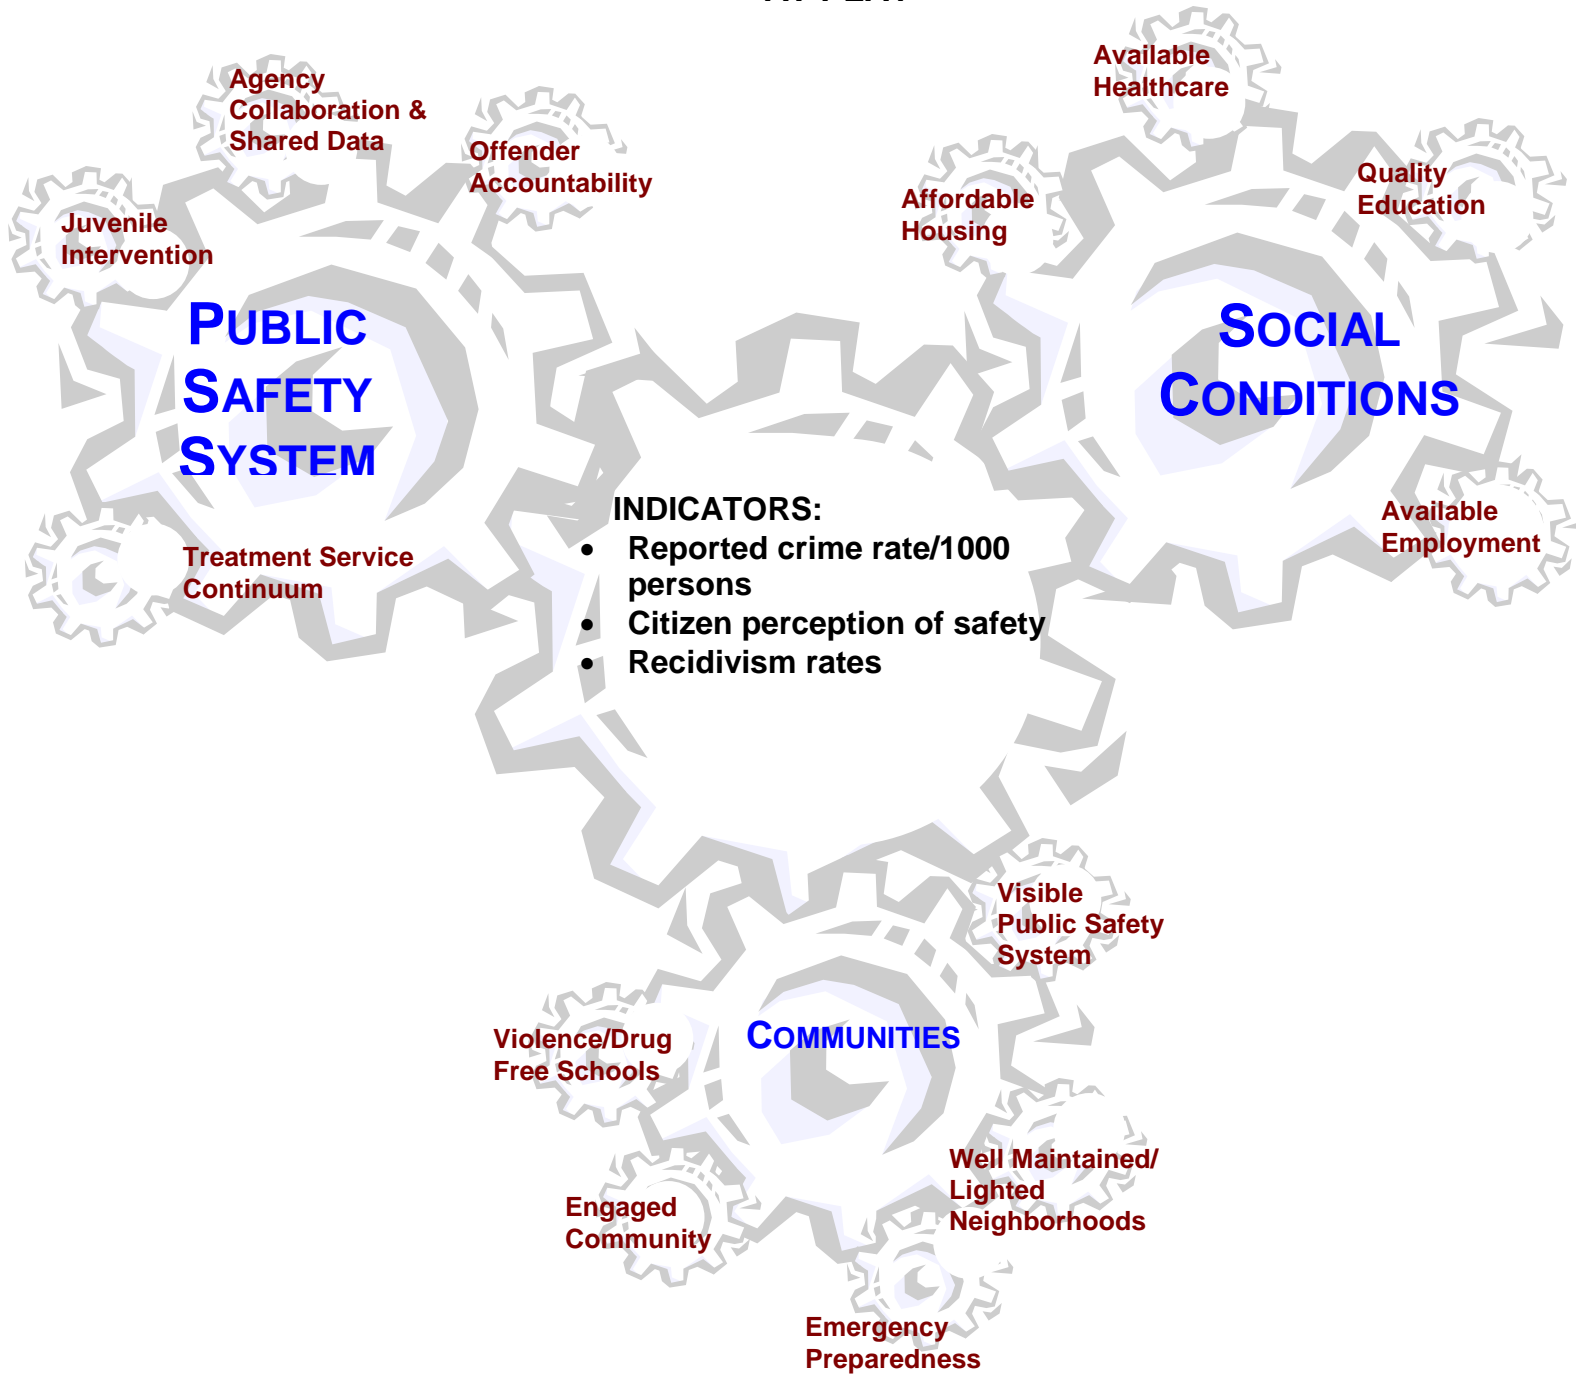 Agency
Collaboration &
Shared Data
Offender
Accountability
Juvenile
Intervention
PUBLIC
SAFETY
SYSTEM
Treatment Service
Continuum
Available
Healthcare
Quality
Education
Affordable
Housing
SOCIAL
CONDITIONS
Available
Employment
INDICATORS:
• Reported crime rate/1000
persons
• Citizen perception of safety
• Recidivism rates
Visible
Public Safety
System
Violence/Drug
Free Schools
COMMUNITIES
Well Maintained/
Lighted
Neighborhoods
Engaged
Community
Emergency
Preparedness